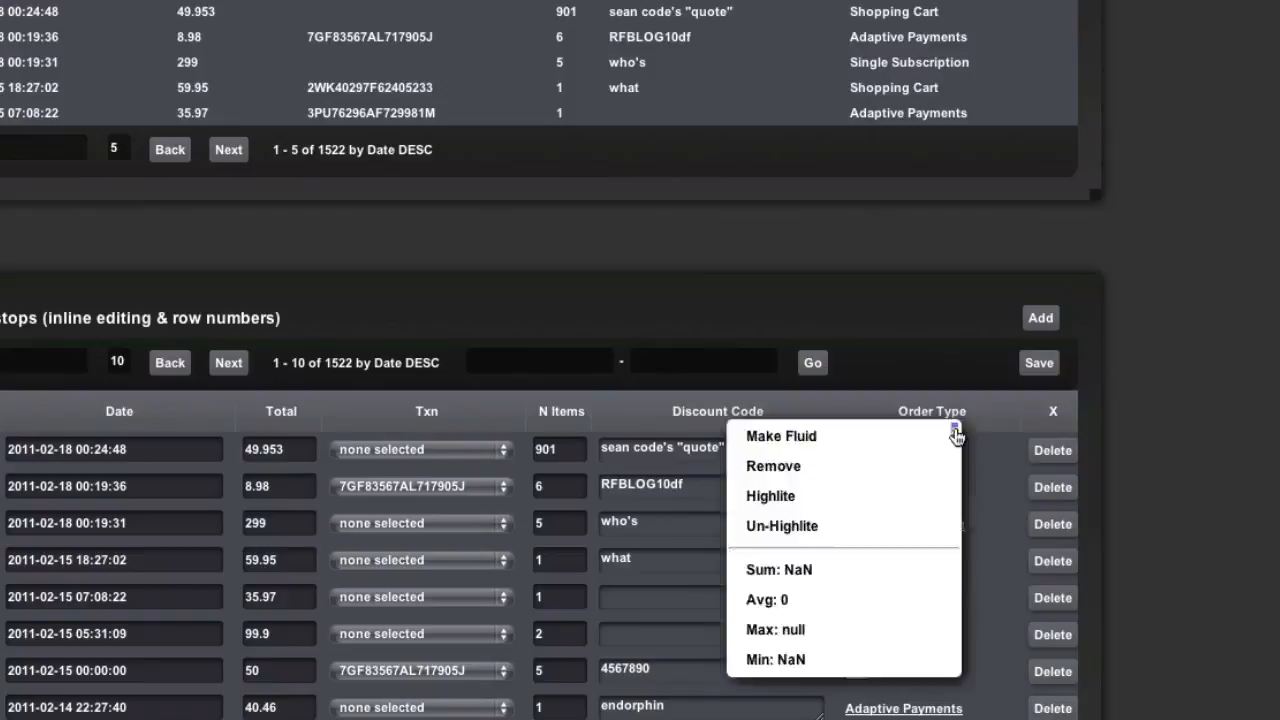 8 00:24:48 49.953 901 sean code's "quote" Shopping Cart
8 00:19:36 8.98 7GF83567AL717905J 6 RFBLOG10df Adaptive Payments
8 00:19:31 299 5 who's Single Subscription
5 18:27:02 59.95 2WK40297F62405233 1 what Shopping Cart
5 07:08:22 35.97 3PU76296AF729981M 1 Adaptive Payments
5 Back Next 1 - 5 of 1522 by Date DESC
stops (inline editing & row numbers) Add
10 Back Next 1 - 10 of 1522 by Date DESC - Go Save
Date Total Txn N Items Discount Code Order Type X
2011-02-18 00:24:48 49.953 none selected 901 sean code's "quote" Delete
2011-02-18 00:19:36 8.98 7GF83567AL717905J 6 RFBLOG10df Delete
2011-02-18 00:19:31 299 none selected 5 who's Delete
2011-02-15 18:27:02 59.95 none selected 1 what Delete
2011-02-15 07:08:22 35.97 none selected 1 Delete
2011-02-15 05:31:09 99.9 none selected 2 Delete
2011-02-15 00:00:00 50 7GF83567AL717905J 5 4567890 Delete
2011-02-14 22:27:40 40.46 none selected 1 endorphin Adaptive Payments Delete
Make Fluid
Remove
Highlite
Un-Highlite
Sum: NaN
Avg: 0
Max: null
Min: NaN